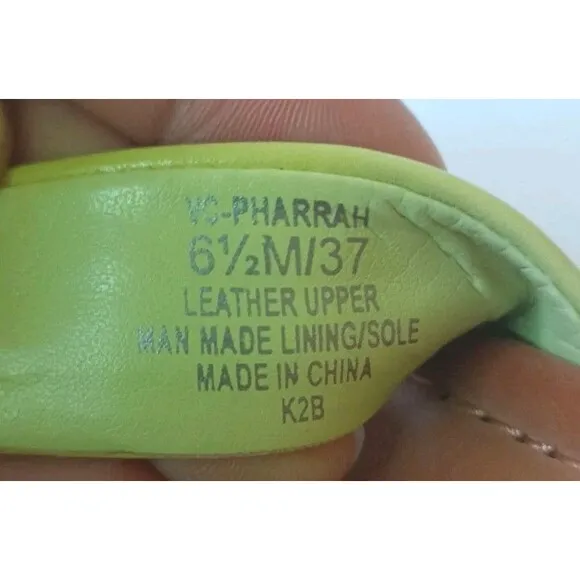 VC-PHARRAH
6½M/37
LEATHER UPPER
MAN MADE LINING/SOLE
MADE IN CHINA
K2B